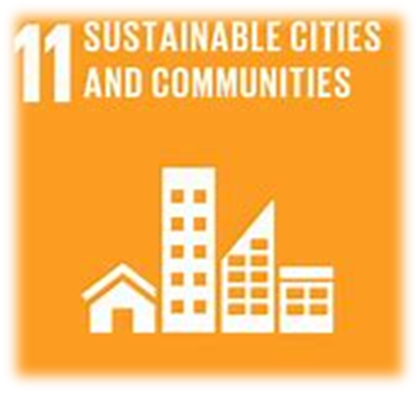 11 SUSTAINABLE CITIES
AND COMMUNITIES